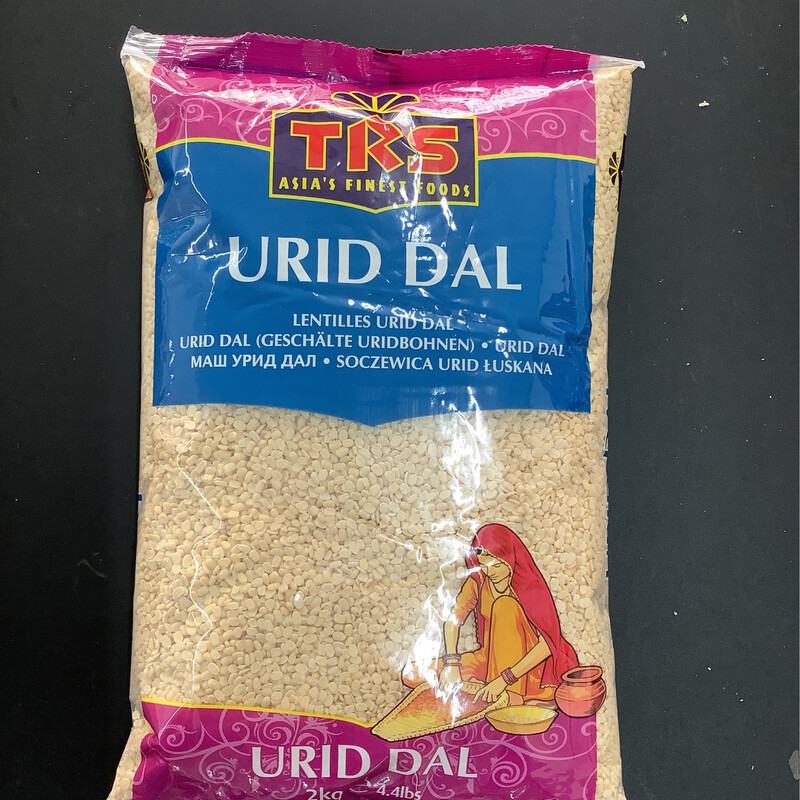 TRS
ASIA'S FINEST FOODS
URID DAL
LENTILLES URID DAL
URID DAL (GESCHÄLTE URIDBOHNEN) • URID DAL
МАШ УРИД ДАЛ • SOCZEWICA URID ŁUSKANA
URID DAL
2kg 4.4lbs